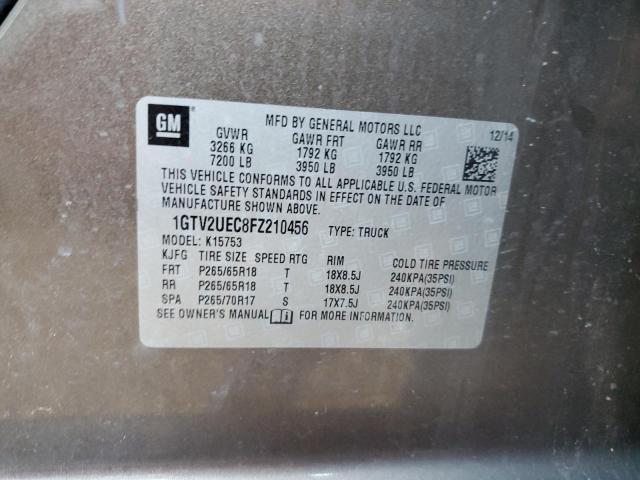 GM
MFD BY GENERAL MOTORS LLC 12/14
GVWR GAWR FRT GAWR RR
3266 KG 1792 KG 1792 KG
7200 LB 3950 LB 3950 LB
THIS VEHICLE CONFORMS TO ALL APPLICABLE U.S. FEDERAL MOTOR
VEHICLE SAFETY STANDARDS IN EFFECT ON THE DATE OF
MANUFACTURE SHOWN ABOVE.
1GTV2UEC8FZ210456 TYPE: TRUCK
MODEL: K15753
KJFG TIRE SIZE SPEED RTG RIM COLD TIRE PRESSURE
FRT P265/65R18 T 18X8.5J 240KPA(35PSI)
RR P265/65R18 T 18X8.5J 240KPA(35PSI)
SPA P265/70R17 S 17X7.5J 240KPA(35PSI)
SEE OWNER'S MANUAL FOR MORE INFORMATION.